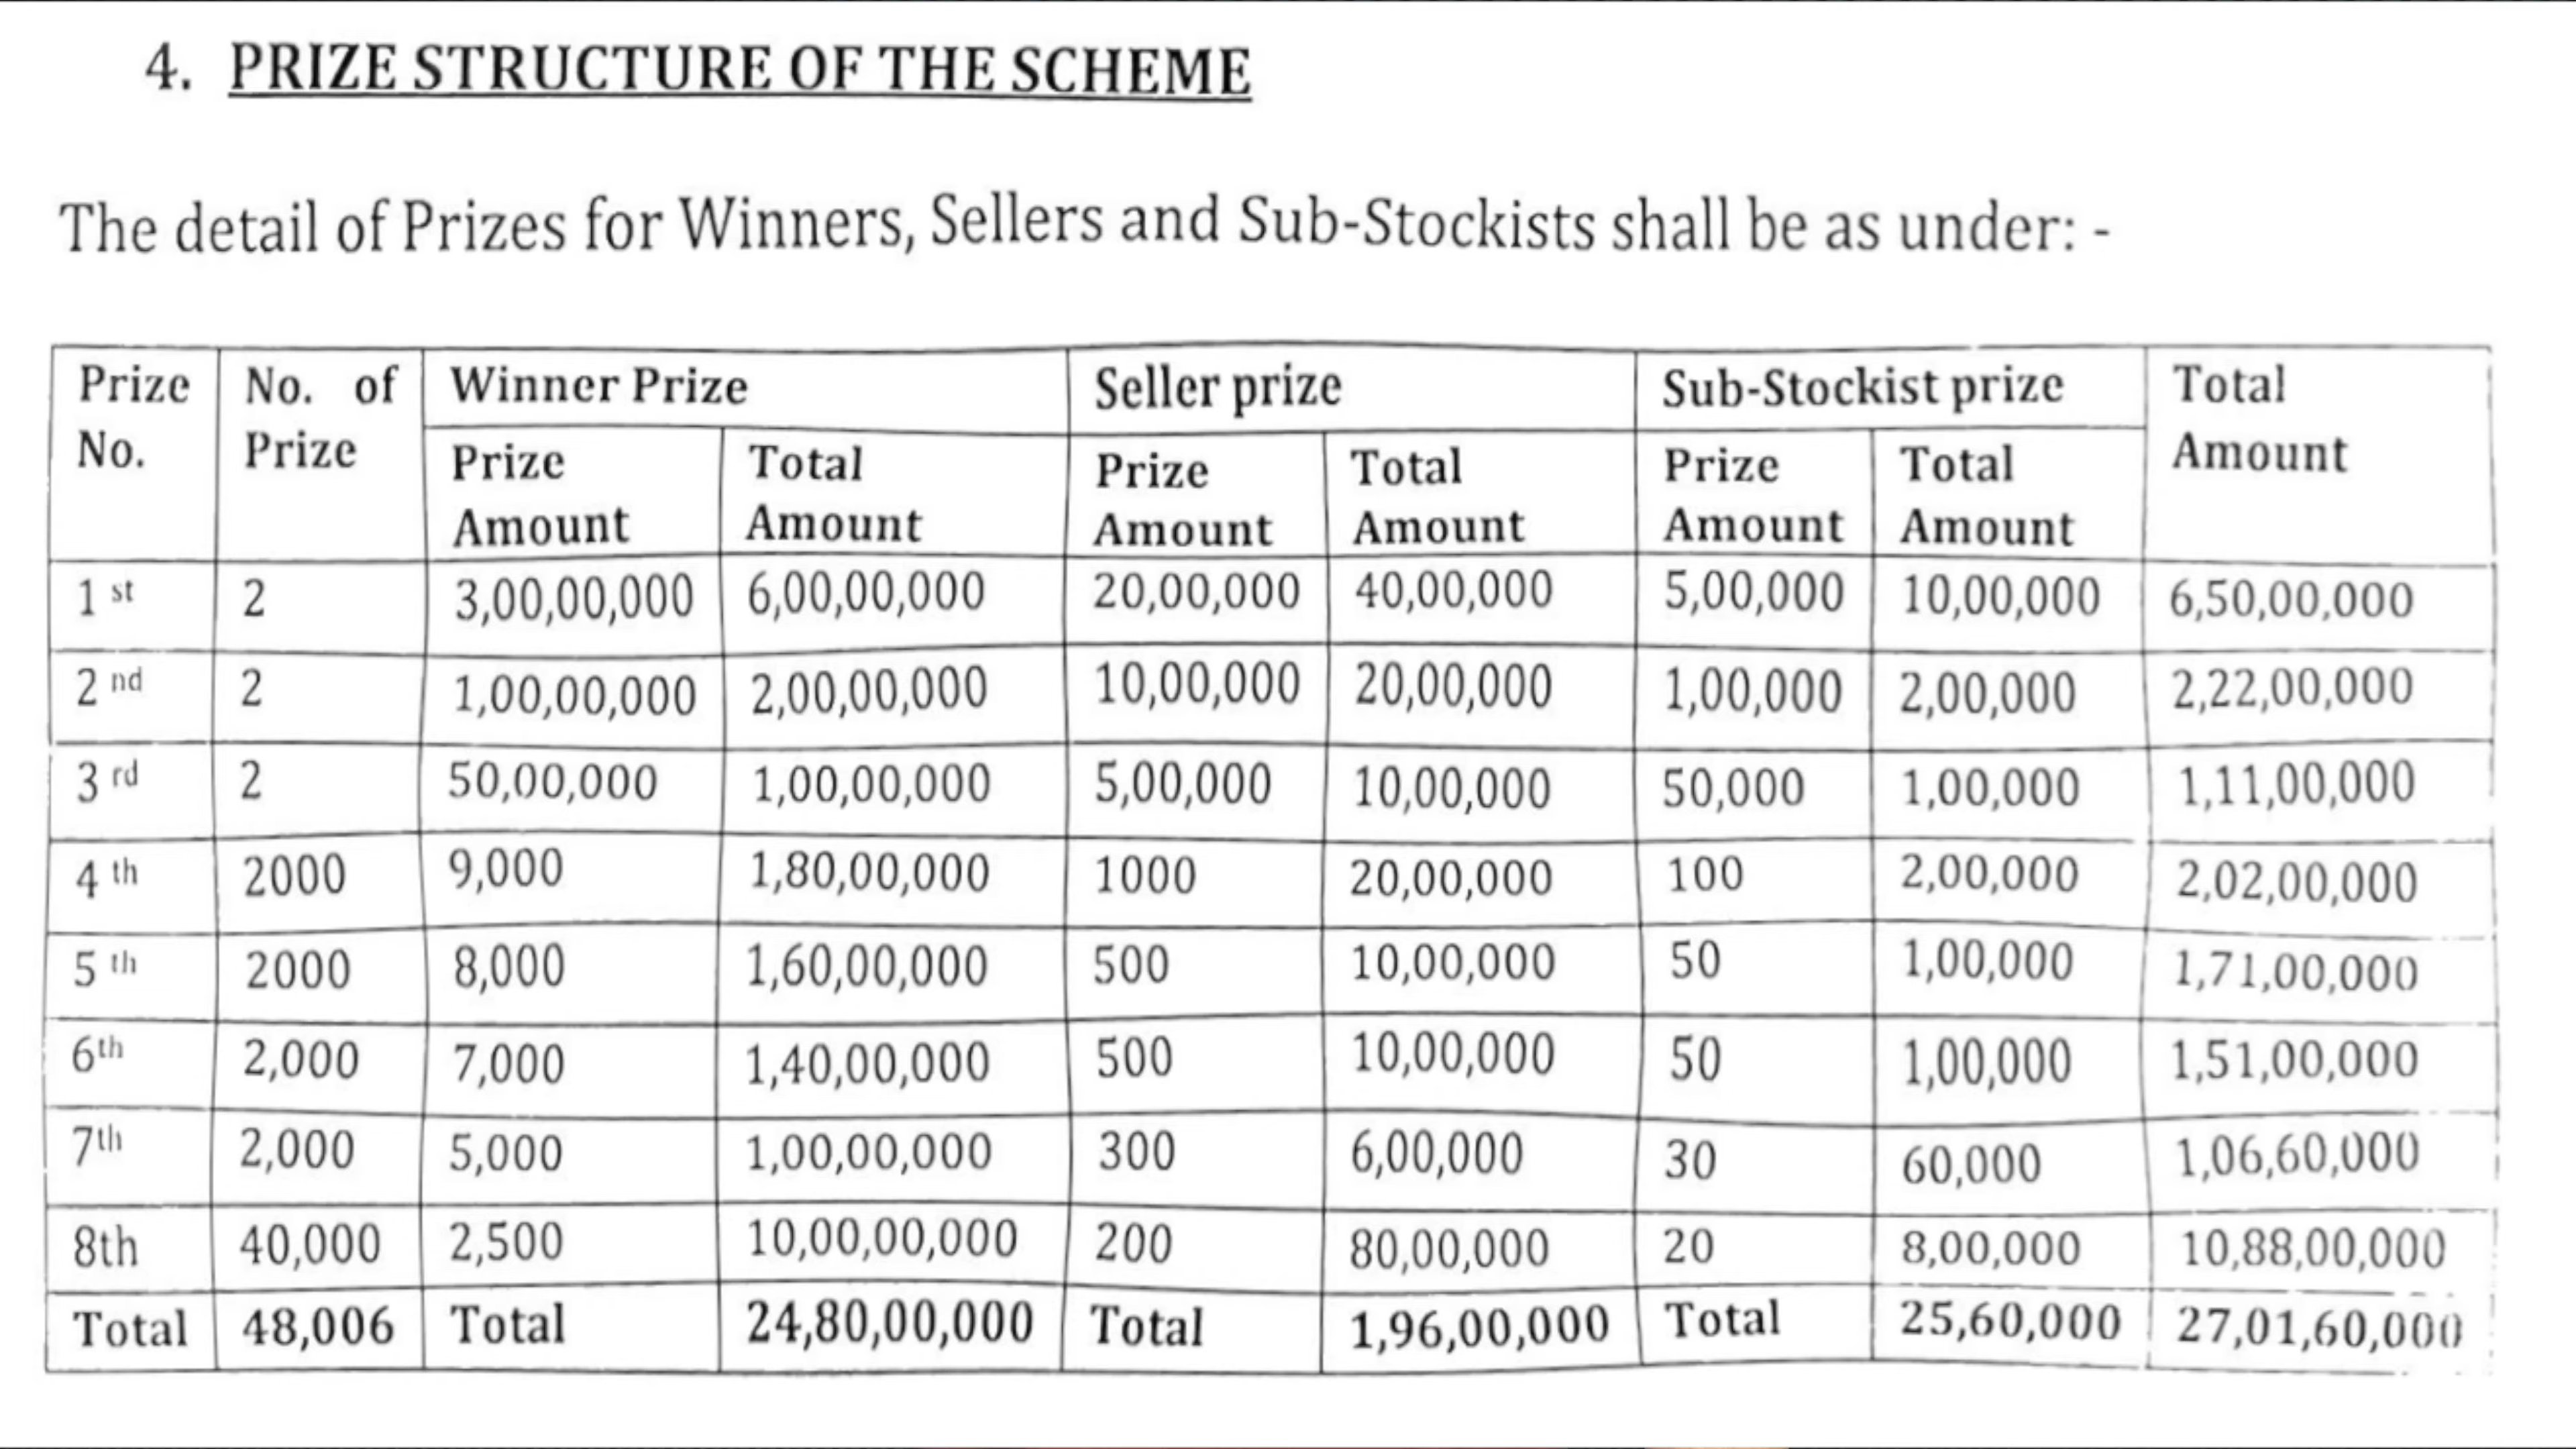 4. PRIZE STRUCTURE OF THE SCHEME
The detail of Prizes for Winners, Sellers and Sub-Stockists shall be as under: -
Prize No. No. of Prize Winner Prize Seller prize Sub-Stockist prize Total Amount
Prize Amount Total Amount Prize Amount Total Amount Prize Amount Total Amount
1 st 2 3,00,00,000 6,00,00,000 20,00,000 40,00,000 5,00,000 10,00,000 6,50,00,000
2 nd 2 1,00,00,000 2,00,00,000 10,00,000 20,00,000 1,00,000 2,00,000 2,22,00,000
3 rd 2 50,00,000 1,00,00,000 5,00,000 10,00,000 50,000 1,00,000 1,11,00,000
4 th 2000 9,000 1,80,00,000 1000 20,00,000 100 2,00,000 2,02,00,000
5 th 2000 8,000 1,60,00,000 500 10,00,000 50 1,00,000 1,71,00,000
6th 2,000 7,000 1,40,00,000 500 10,00,000 50 1,00,000 1,51,00,000
7th 2,000 5,000 1,00,00,000 300 6,00,000 30 60,000 1,06,60,000
8th 40,000 2,500 10,00,00,000 200 80,00,000 20 8,00,000 10,88,00,000
Total 48,006 Total 24,80,00,000 Total 1,96,00,000 Total 25,60,000 27,01,60,000